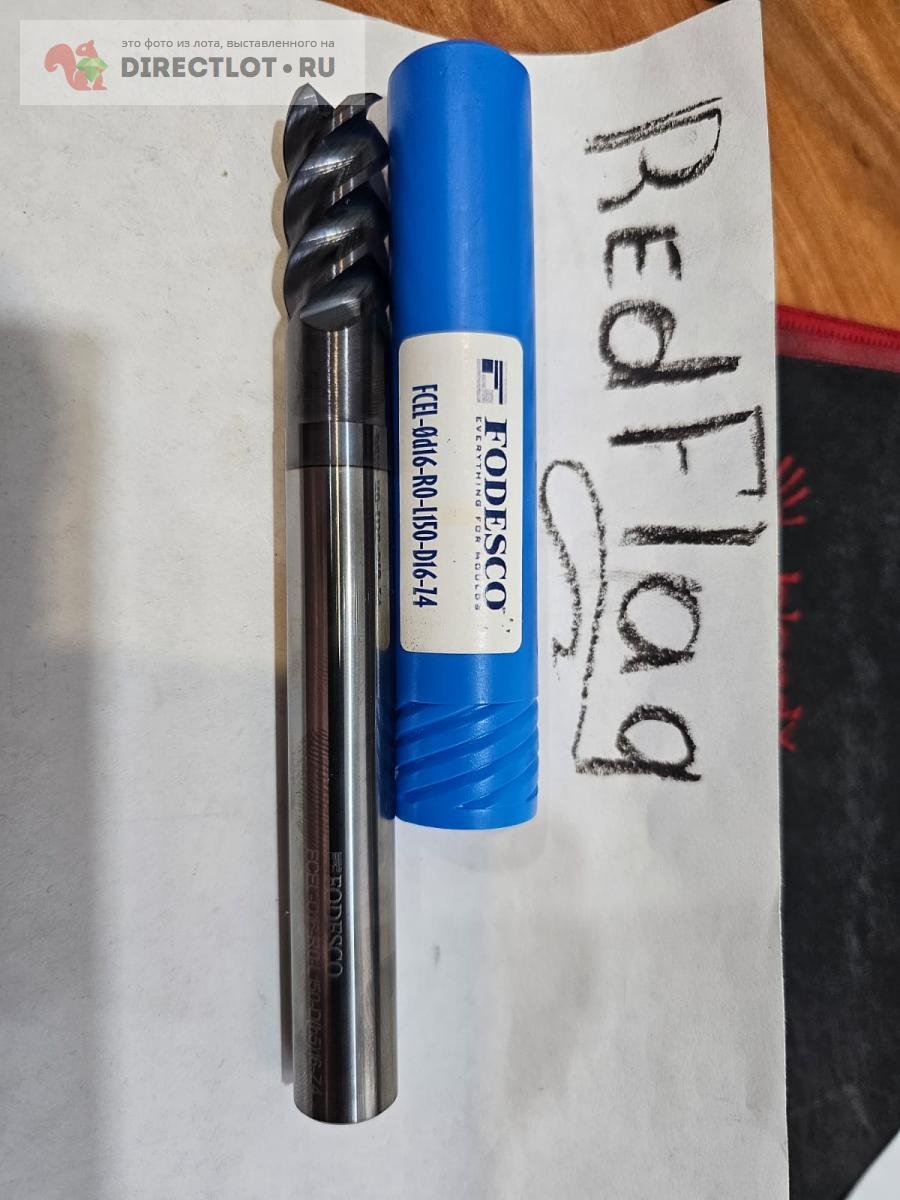 это фото из лота, выставленного на
DIRECTLOT•RU
RedFlag
FODESCO
EVERYTHING FOR MOULDS
FCEL-Ød16-R0-L150-D16-Z4
FODESCO